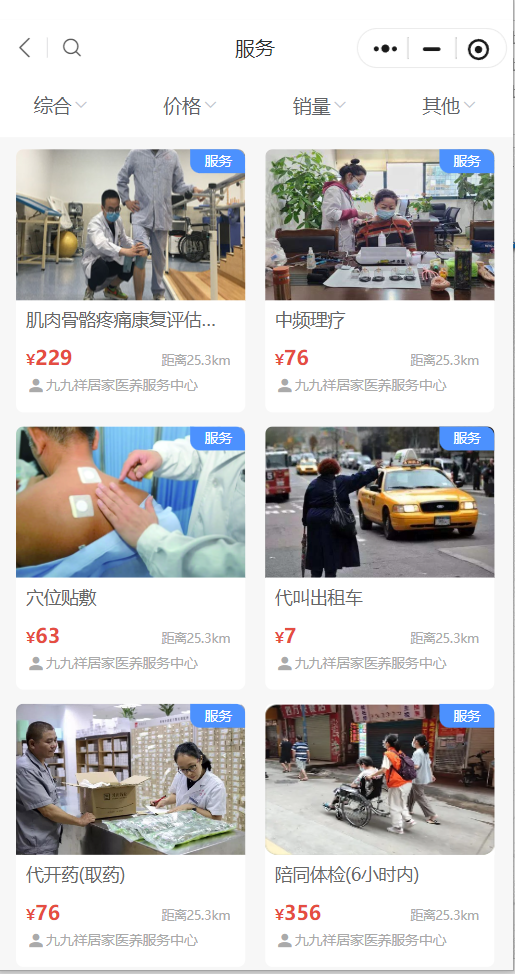 服务
综合
价格
销量
其他
服务
服务
肌肉骨骼疼痛康复评估...
中频理疗
¥229
距离25.3km
¥76
距离25.3km
九九祥居家医养服务中心
九九祥居家医养服务中心
服务
服务
穴位贴敷
代叫出租车
¥63
距离25.3km
¥7
距离25.3km
九九祥居家医养服务中心
九九祥居家医养服务中心
服务
服务
代开药(取药)
陪同体检(6小时内)
¥76
距离25.3km
¥356
距离25.3km
九九祥居家医养服务中心
九九祥居家医养服务中心